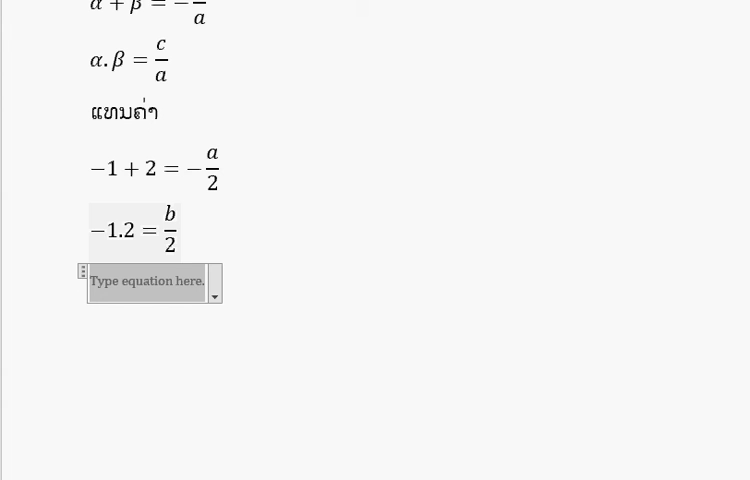 α + β = −—/a
α.β = c/a
ແທນຄ່າ
−1 + 2 = −a/2
−1.2 = b/2
Type equation here.